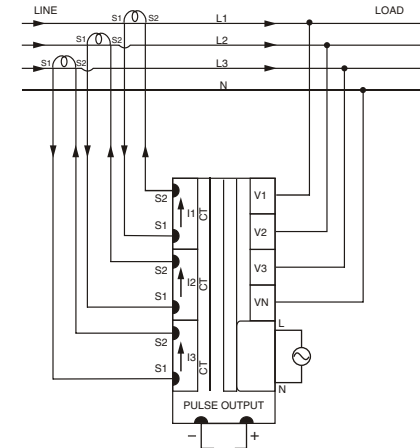 LINE
LOAD
S1 S2 L1
S1 S2 L2
S1 S2 L3
N
S2
I1 CT
S1
S2
I2 CT
S1
S2
I3 CT
S1
V1
V2
V3
VN
L
N
PULSE OUTPUT
− +